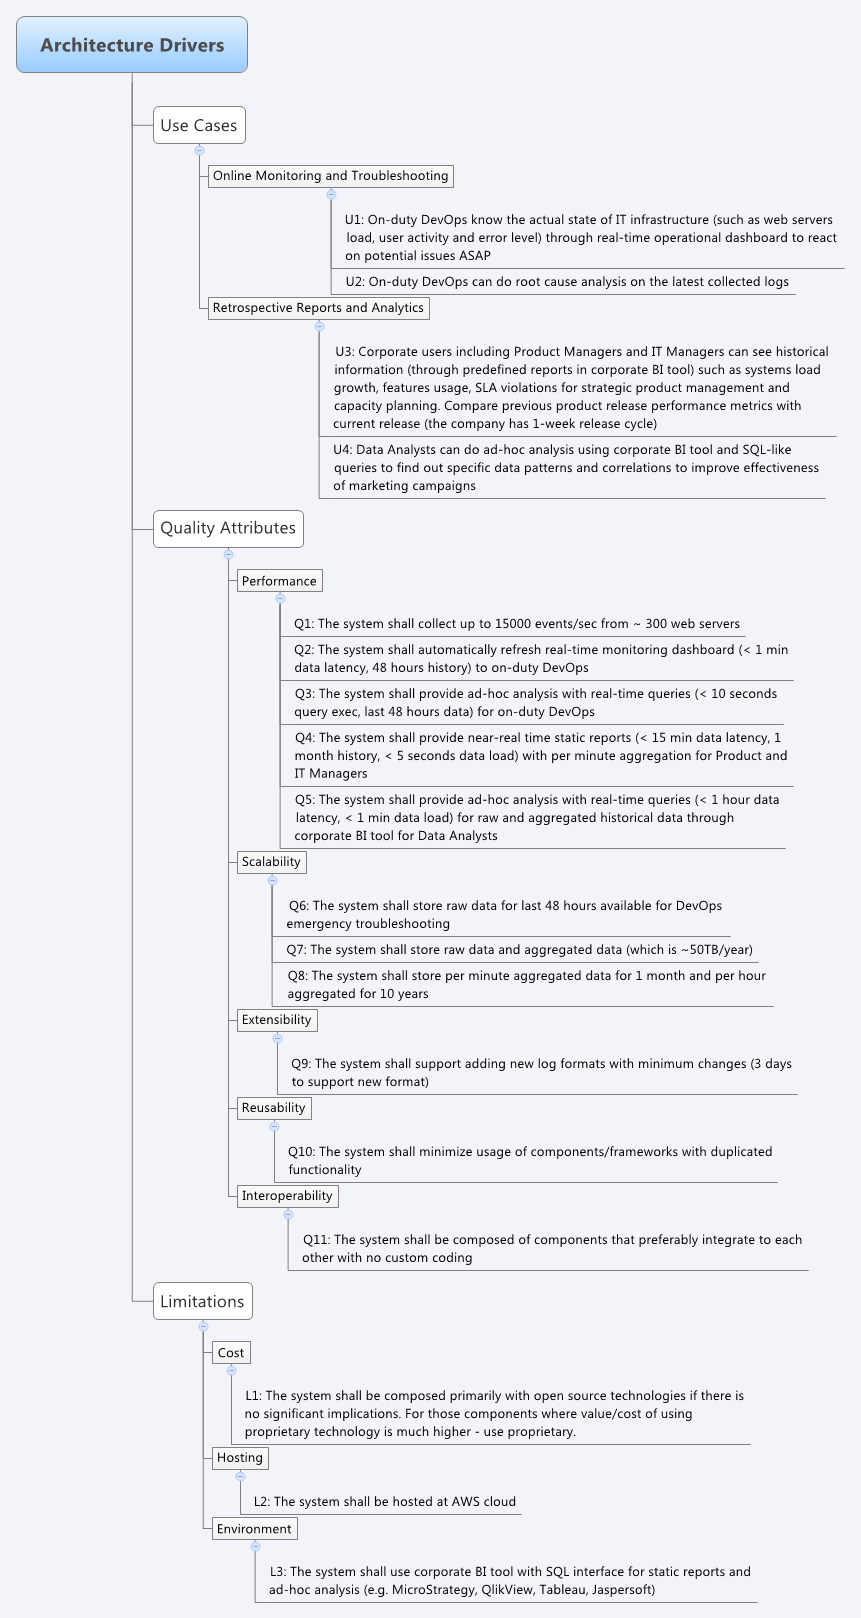 Architecture Drivers
Use Cases
Online Monitoring and Troubleshooting
U1: On-duty DevOps know the actual state of IT infrastructure (such as web servers
load, user activity and error level) through real-time operational dashboard to react
on potential issues ASAP
U2: On-duty DevOps can do root cause analysis on the latest collected logs
Retrospective Reports and Analytics
U3: Corporate users including Product Managers and IT Managers can see historical
information (through predefined reports in corporate BI tool) such as systems load
growth, features usage, SLA violations for strategic product management and
capacity planning. Compare previous product release performance metrics with
current release (the company has 1-week release cycle)
U4: Data Analysts can do ad-hoc analysis using corporate BI tool and SQL-like
queries to find out specific data patterns and correlations to improve effectiveness
of marketing campaigns
Quality Attributes
Performance
Q1: The system shall collect up to 15000 events/sec from ~ 300 web servers
Q2: The system shall automatically refresh real-time monitoring dashboard (< 1 min
data latency, 48 hours history) to on-duty DevOps
Q3: The system shall provide ad-hoc analysis with real-time queries (< 10 seconds
query exec, last 48 hours data) for on-duty DevOps
Q4: The system shall provide near-real time static reports (< 15 min data latency, 1
month history, < 5 seconds data load) with per minute aggregation for Product and
IT Managers
Q5: The system shall provide ad-hoc analysis with real-time queries (< 1 hour data
latency, < 1 min data load) for raw and aggregated historical data through
corporate BI tool for Data Analysts
Scalability
Q6: The system shall store raw data for last 48 hours available for DevOps
emergency troubleshooting
Q7: The system shall store raw data and aggregated data (which is ~50TB/year)
Q8: The system shall store per minute aggregated data for 1 month and per hour
aggregated for 10 years
Extensibility
Q9: The system shall support adding new log formats with minimum changes (3 days
to support new format)
Reusability
Q10: The system shall minimize usage of components/frameworks with duplicated
functionality
Interoperability
Q11: The system shall be composed of components that preferably integrate to each
other with no custom coding
Limitations
Cost
L1: The system shall be composed primarily with open source technologies if there is
no significant implications. For those components where value/cost of using
proprietary technology is much higher - use proprietary.
Hosting
L2: The system shall be hosted at AWS cloud
Environment
L3: The system shall use corporate BI tool with SQL interface for static reports and
ad-hoc analysis (e.g. MicroStrategy, QlikView, Tableau, Jaspersoft)